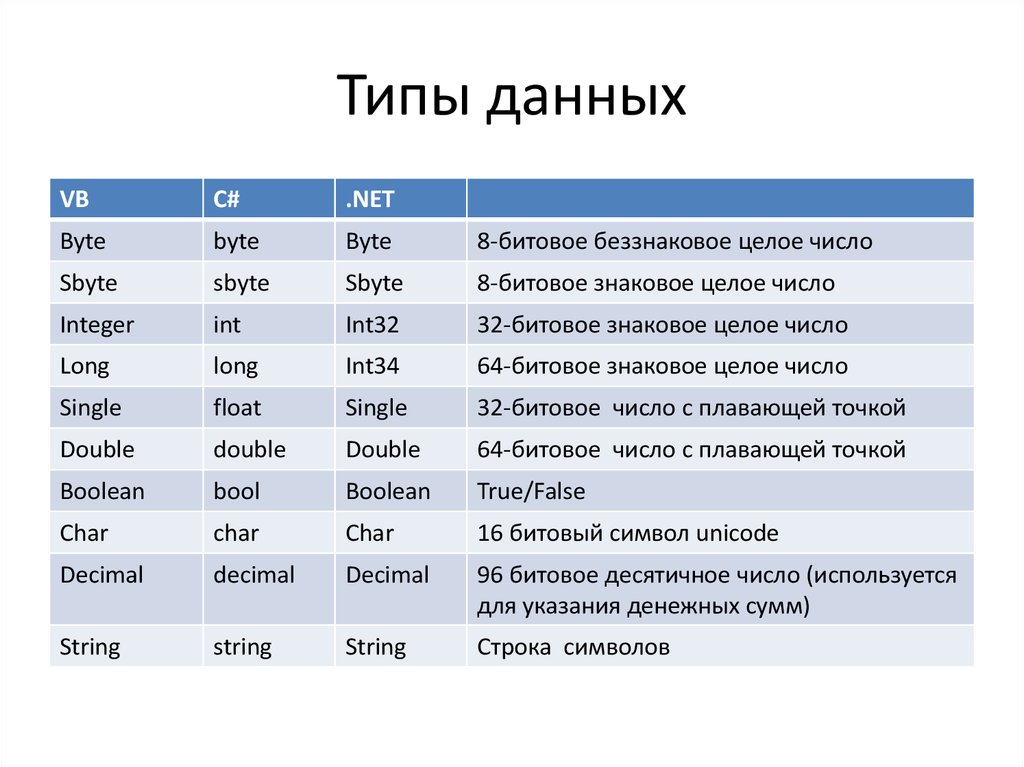 Типы данных
VB C# .NET
Byte byte Byte 8-битовое беззнаковое целое число
Sbyte sbyte Sbyte 8-битовое знаковое целое число
Integer int Int32 32-битовое знаковое целое число
Long long Int34 64-битовое знаковое целое число
Single float Single 32-битовое число с плавающей точкой
Double double Double 64-битовое число с плавающей точкой
Boolean bool Boolean True/False
Char char Char 16 битовый символ unicode
Decimal decimal Decimal 96 битовое десятичное число (используется
для указания денежных сумм)
String string String Строка символов